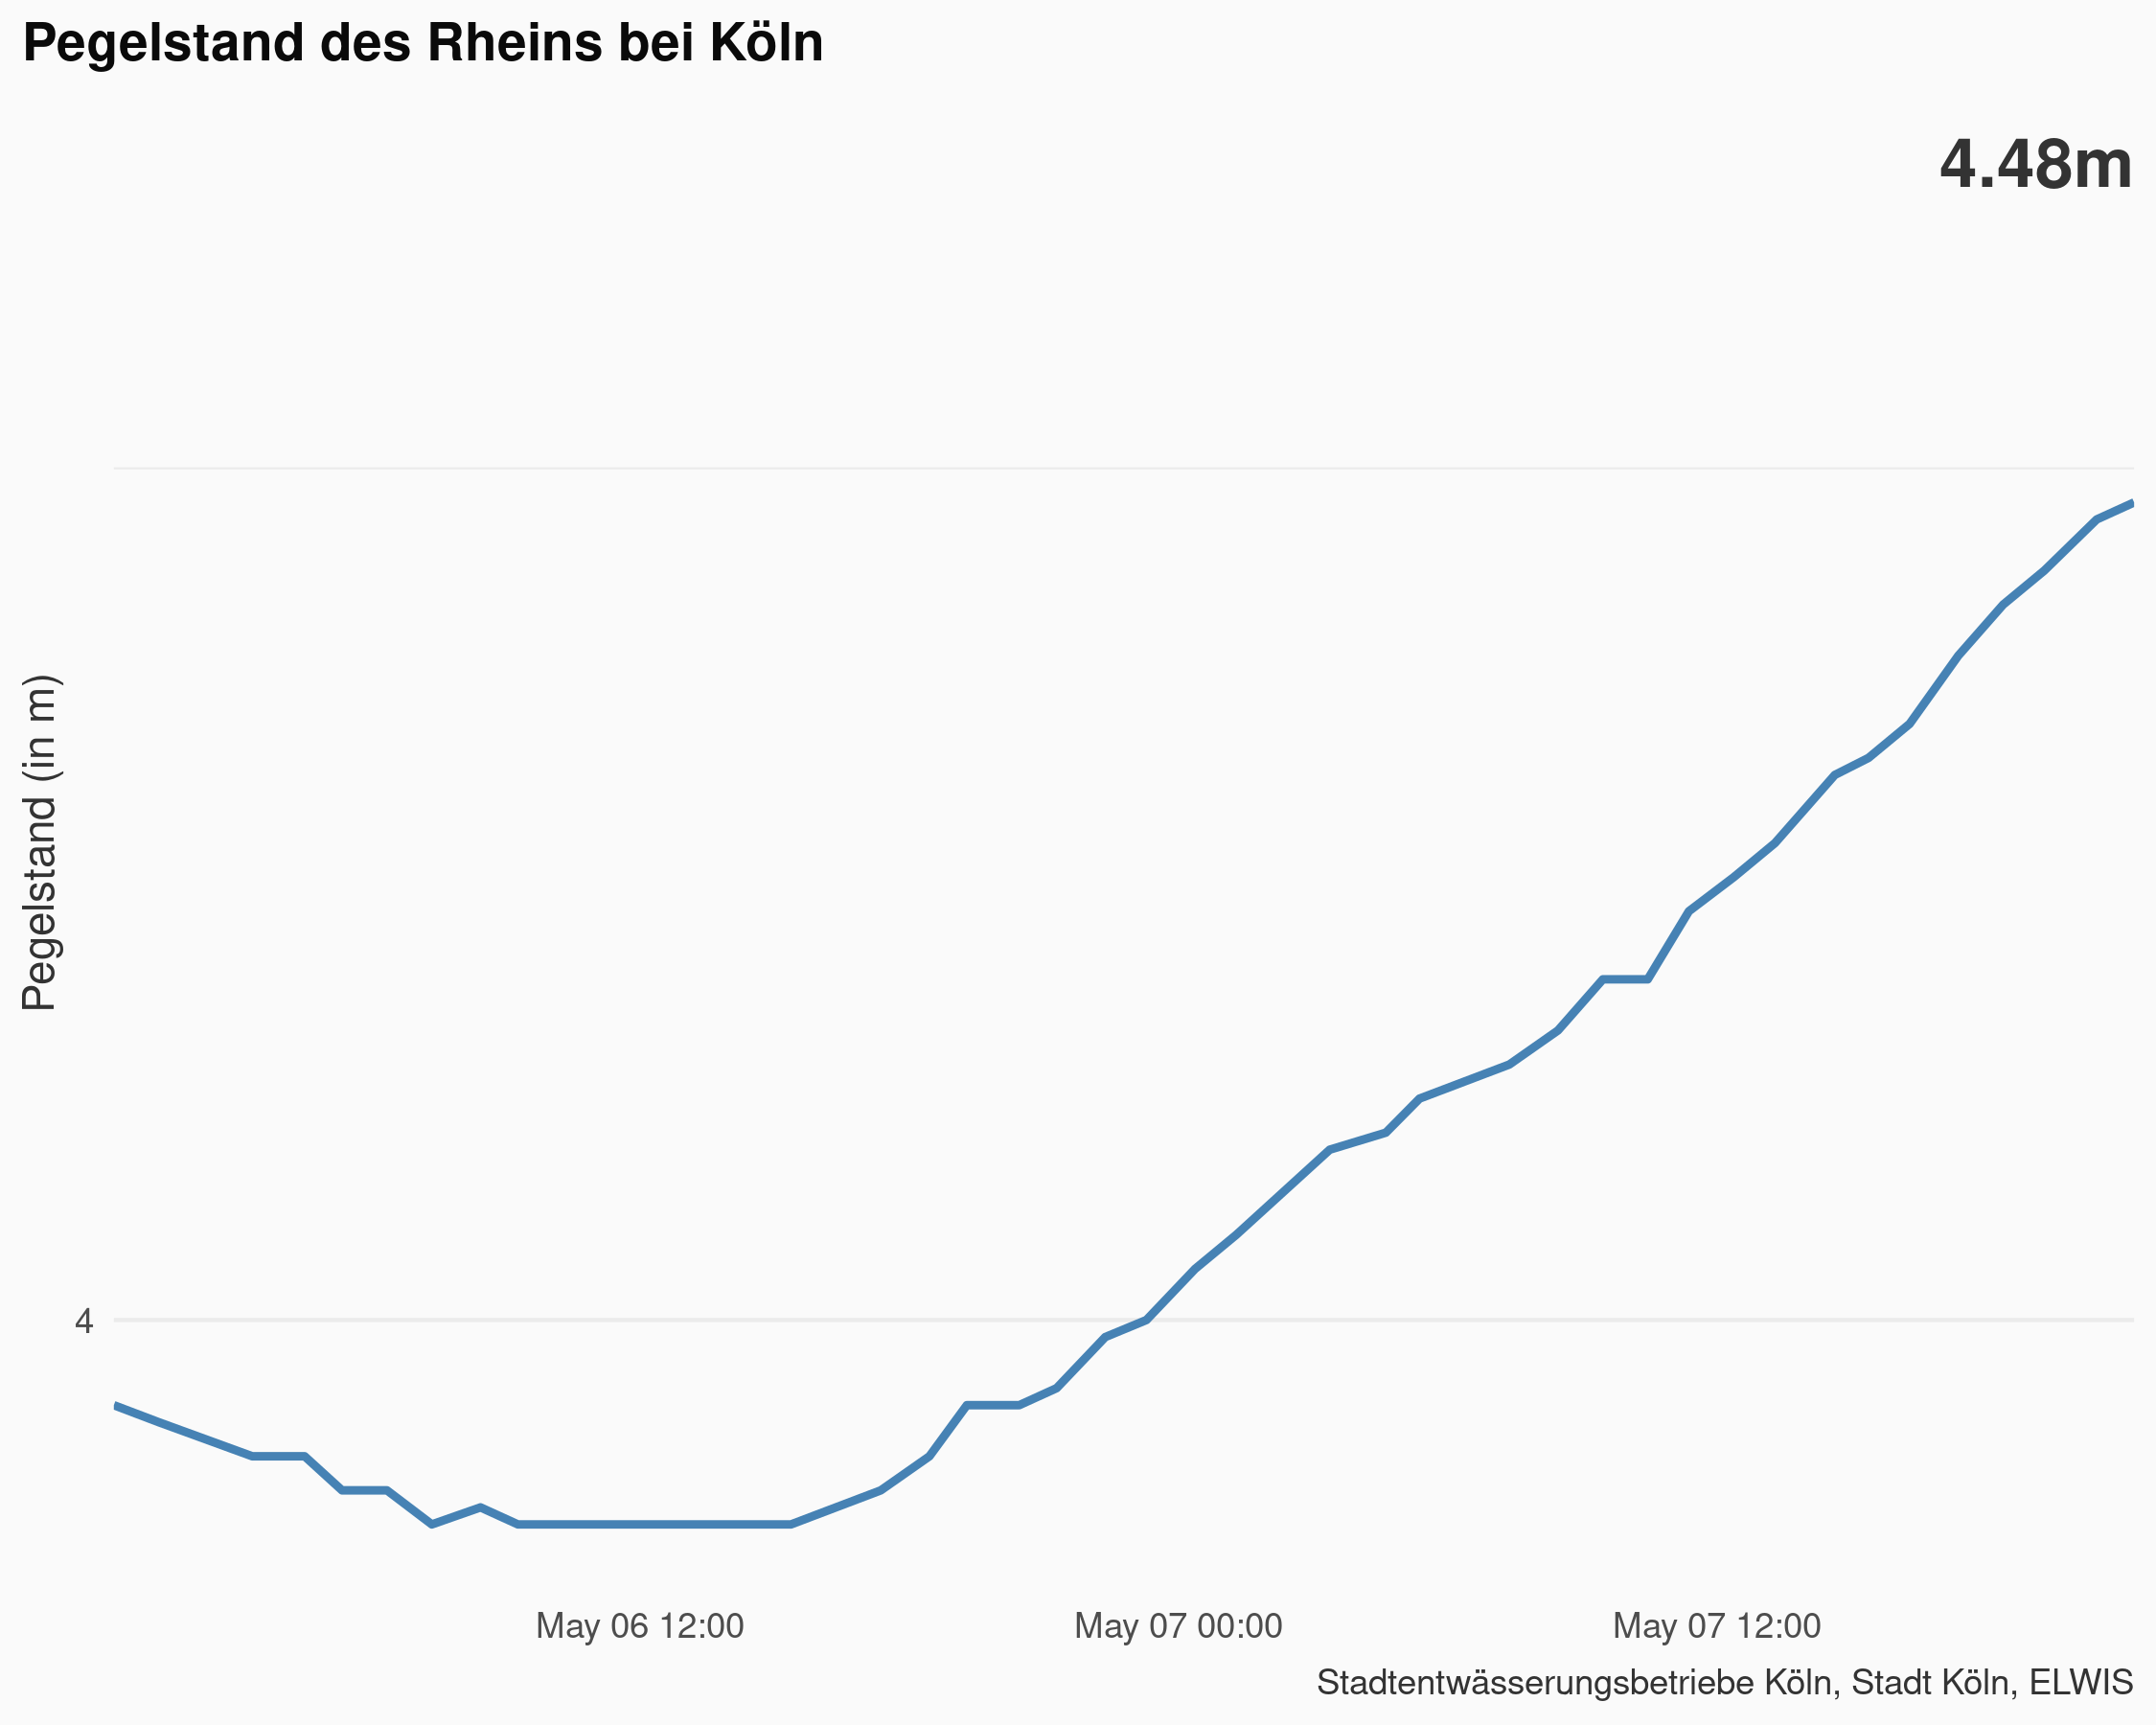 Pegelstand des Rheins bei Köln
4.48m
Pegelstand (in m)
4
May 06 12:00
May 07 00:00
May 07 12:00
Stadtentwässerungsbetriebe Köln, Stadt Köln, ELWIS